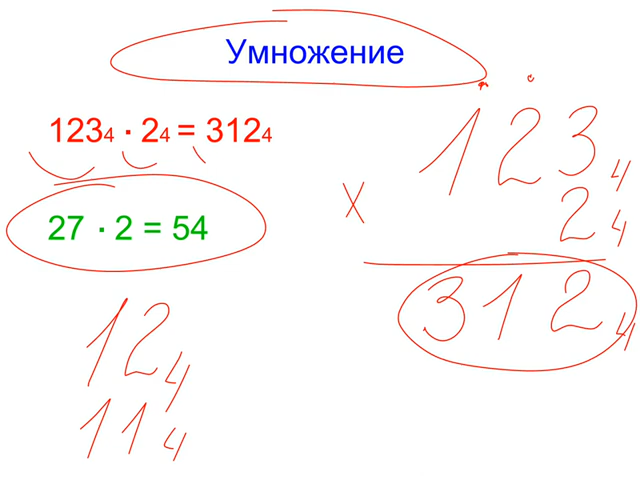 Умножение
123₄ · 2₄ = 312₄
27 · 2 = 54
12₄
11₄
123₄
× 2₄
312₄